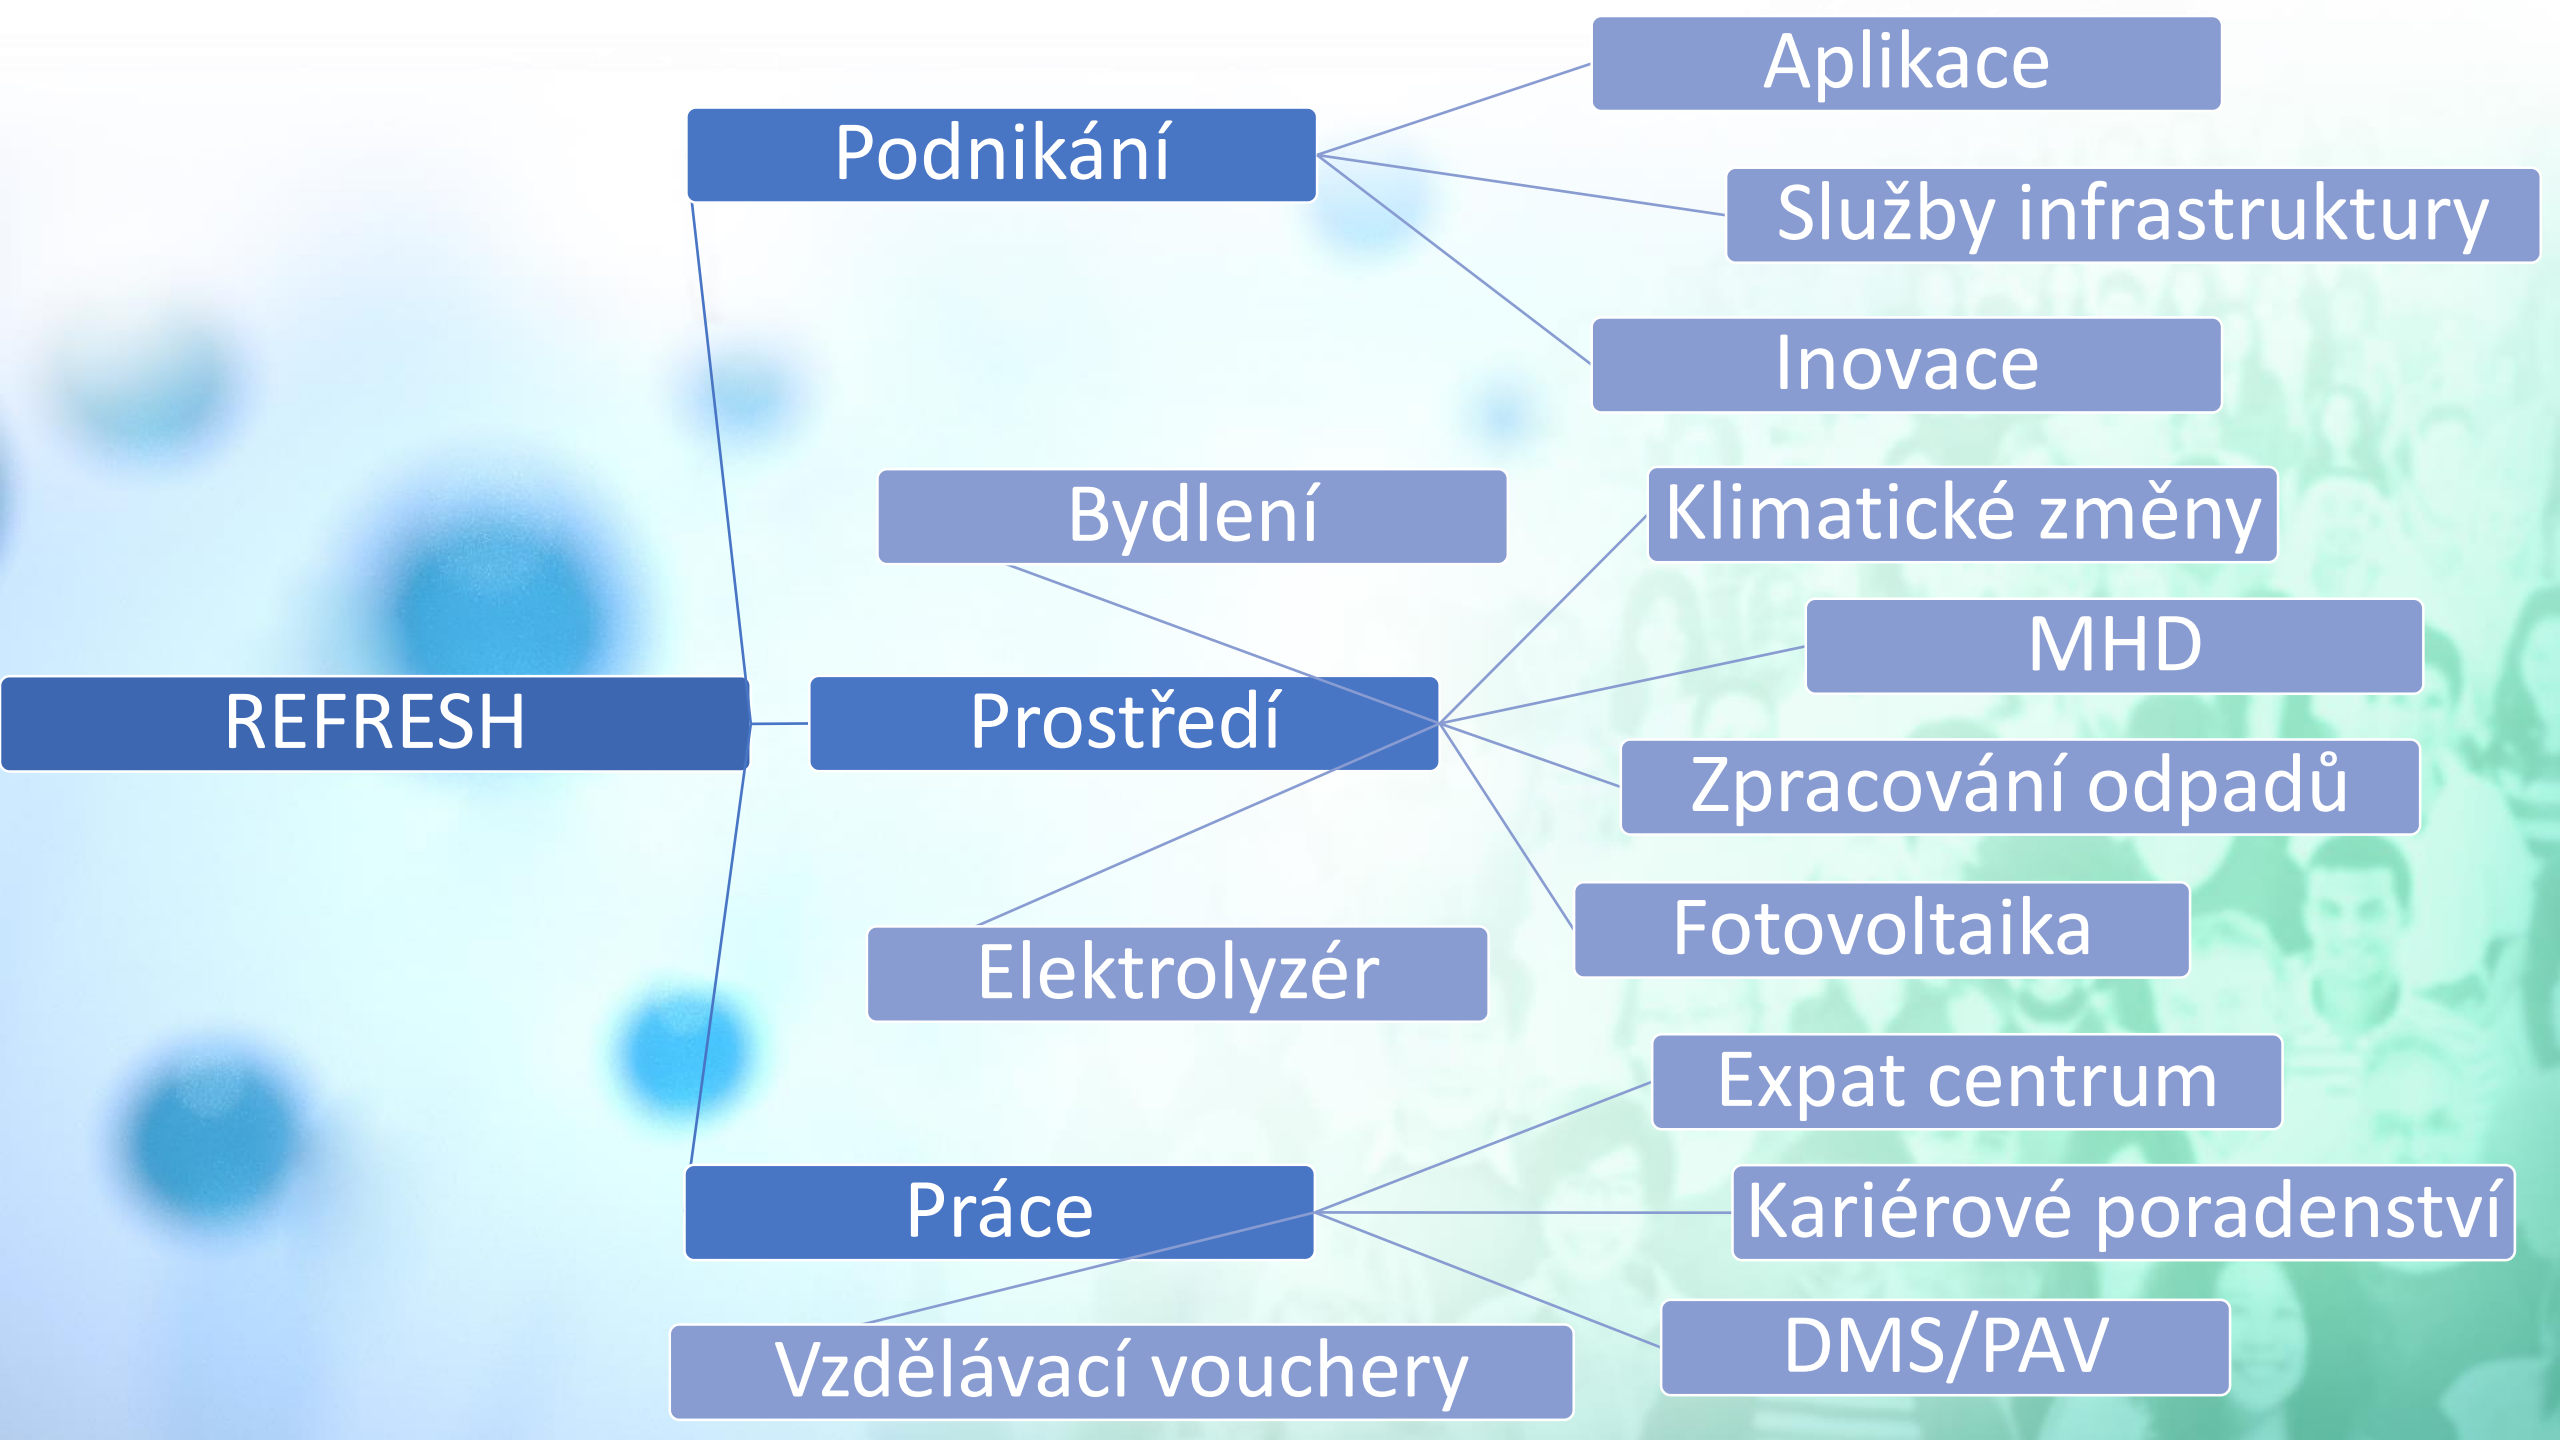 REFRESH
Podnikání
Aplikace
Služby infrastruktury
Inovace
Prostředí
Bydlení
Klimatické změny
MHD
Zpracování odpadů
Fotovoltaika
Elektrolyzér
Práce
Expat centrum
Kariérové poradenství
DMS/PAV
Vzdělávací vouchery